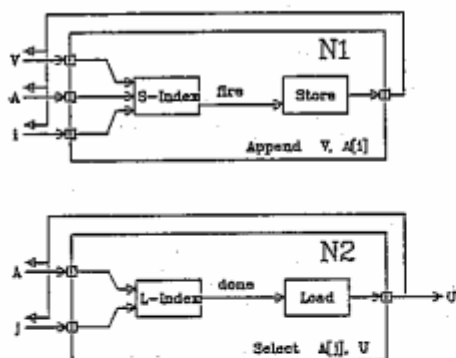 N1
V
A
i
S-Index
fire
Store
Append V, A[i]
N2
A
j
L-Index
done
Load
U
Select A[j], U